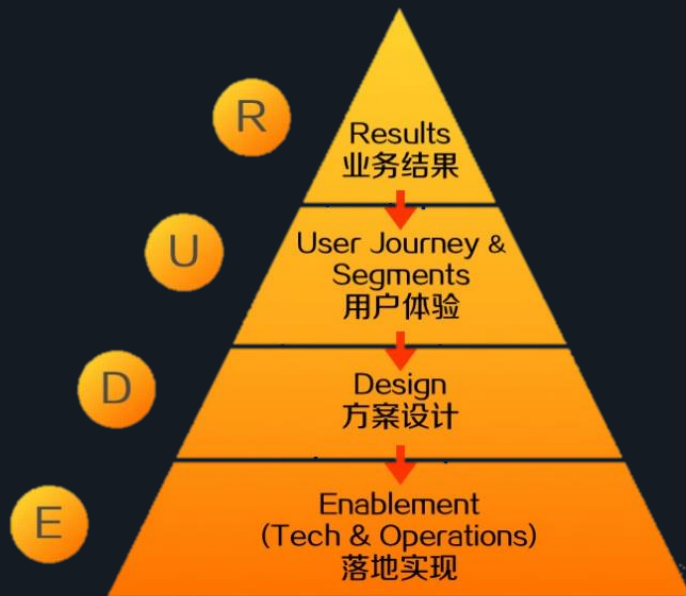 R
Results
业务结果
U
User Journey &
Segments
用户体验
D
Design
方案设计
E
Enablement
(Tech & Operations)
落地实现